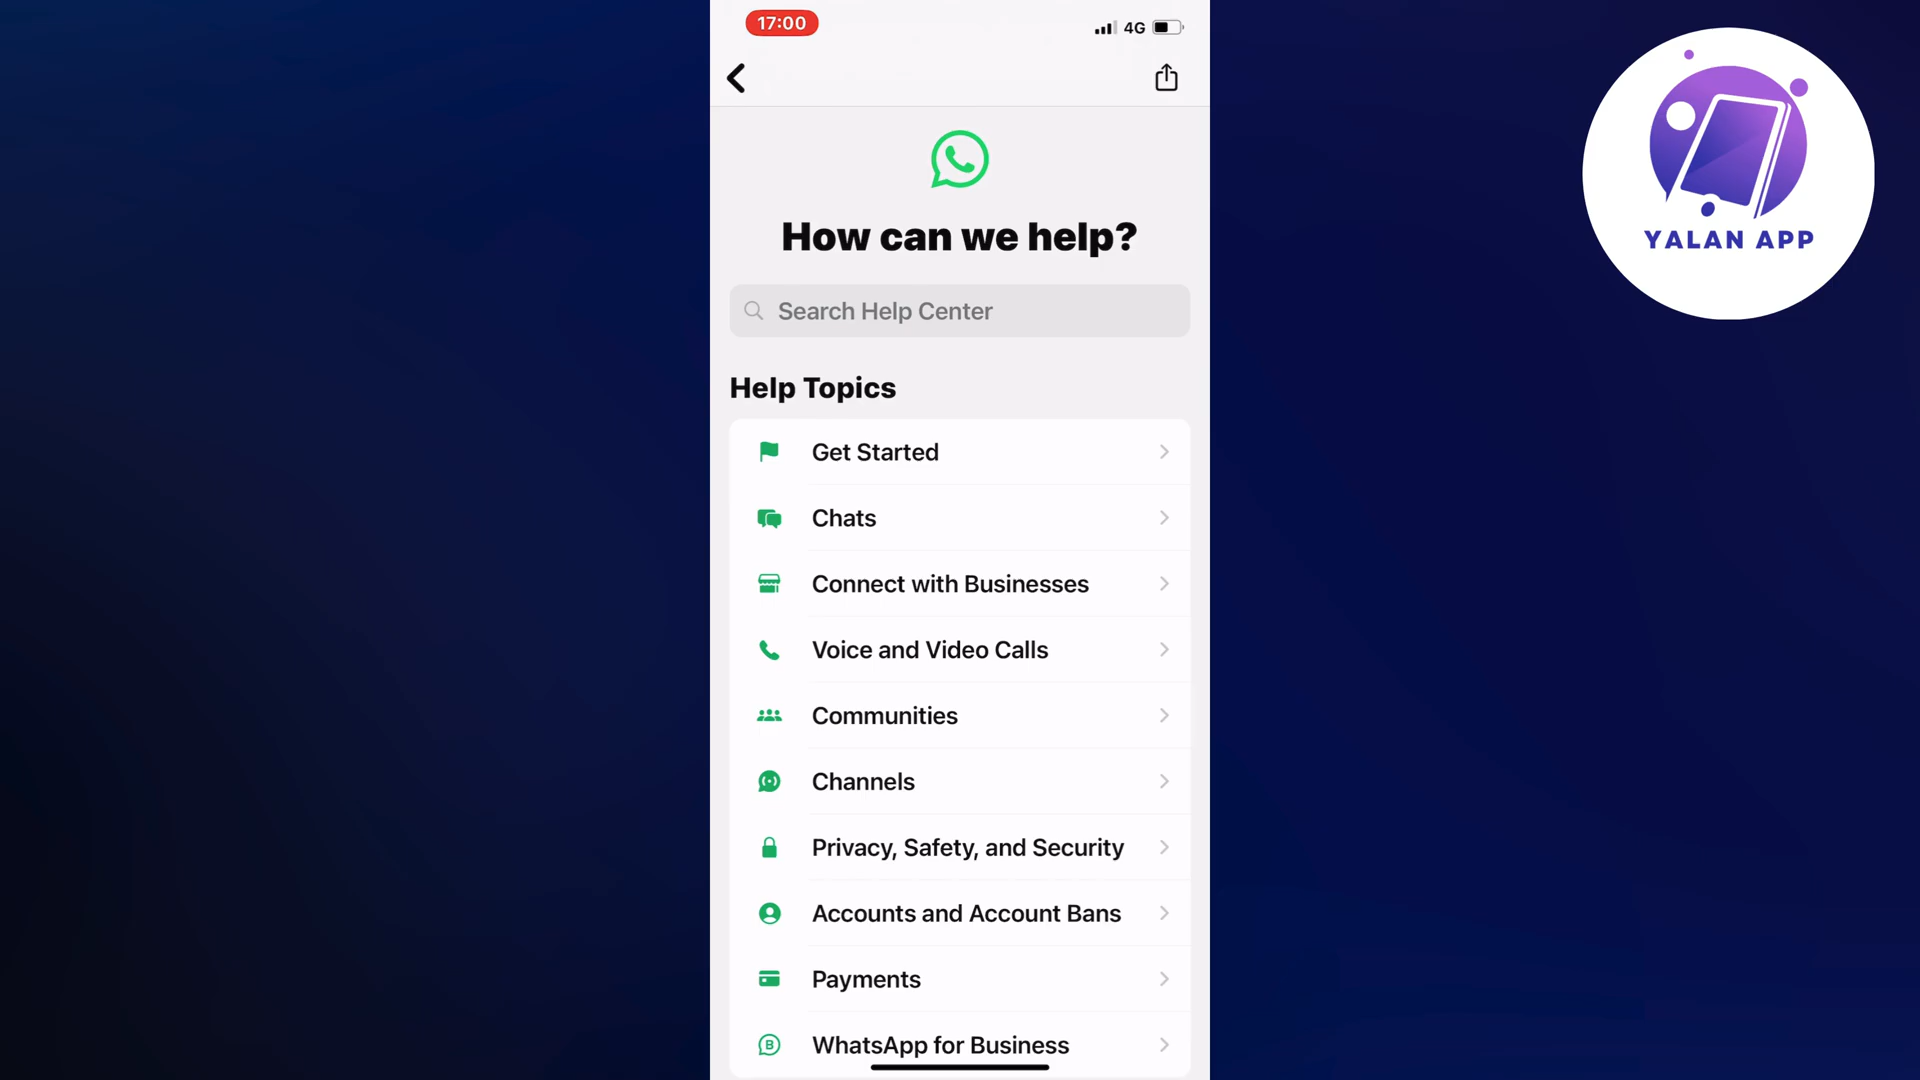 17:00
4G
YALAN APP
How can we help?
Search Help Center
Help Topics
Get Started
Chats
Connect with Businesses
Voice and Video Calls
Communities
Channels
Privacy, Safety, and Security
Accounts and Account Bans
Payments
B
WhatsApp for Business